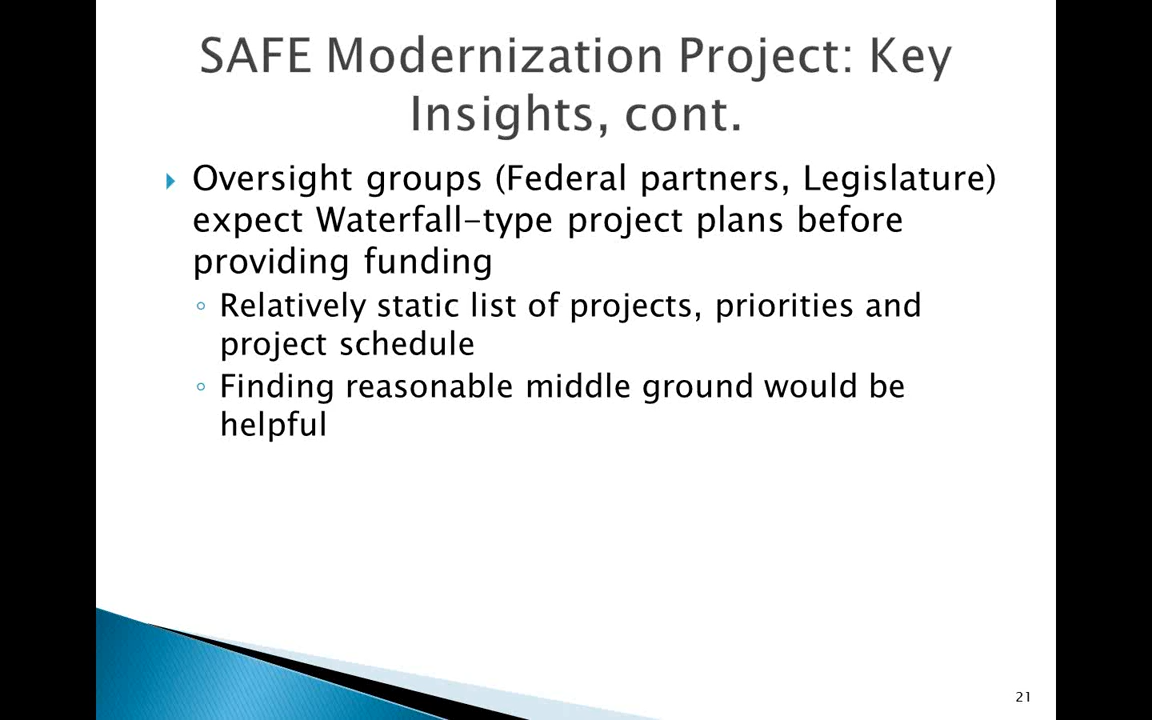 SAFE Modernization Project: Key
Insights, cont.
Oversight groups (Federal partners, Legislature)
expect Waterfall-type project plans before
providing funding
Relatively static list of projects, priorities and
project schedule
Finding reasonable middle ground would be
helpful
21